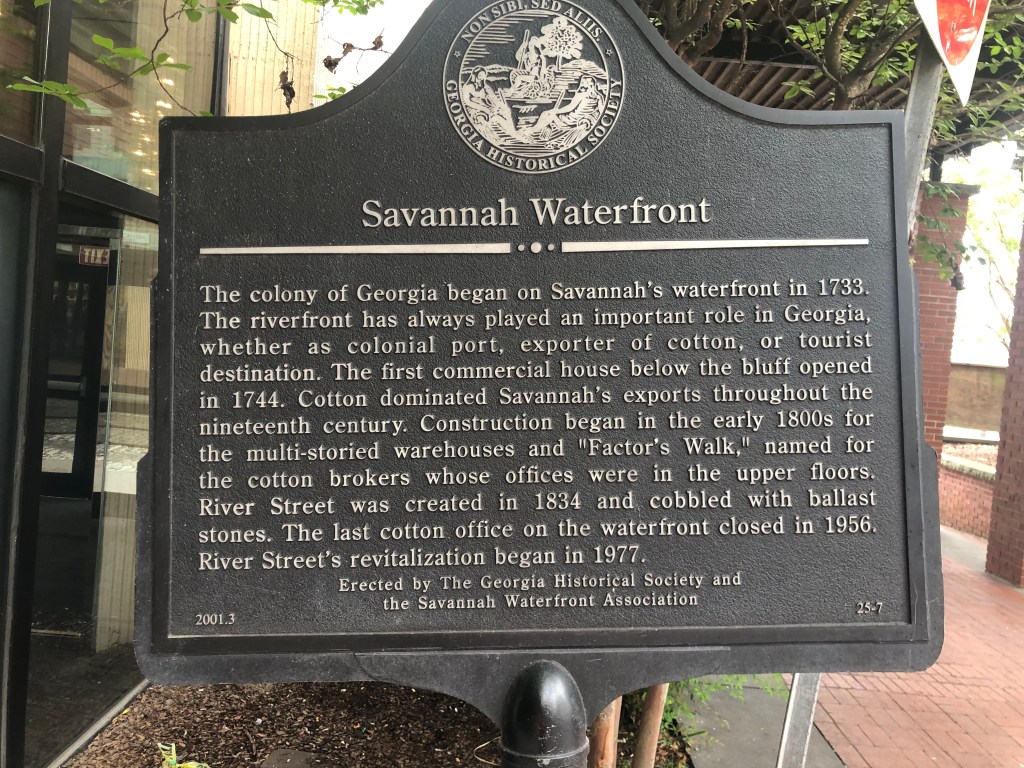 NON SIBI, SED ALIIS.
GEORGIA HISTORICAL SOCIETY
Savannah Waterfront
The colony of Georgia began on Savannah's waterfront in 1733.
The riverfront has always played an important role in Georgia,
whether as colonial port, exporter of cotton, or tourist
destination. The first commercial house below the bluff opened
in 1744. Cotton dominated Savannah's exports throughout the
nineteenth century. Construction began in the early 1800s for
the multi-storied warehouses and "Factor's Walk," named for
the cotton brokers whose offices were in the upper floors.
River Street was created in 1834 and cobbled with ballast
stones. The last cotton office on the waterfront closed in 1956.
River Street's revitalization began in 1977.
Erected by The Georgia Historical Society and
the Savannah Waterfront Association
2001.3
25-7